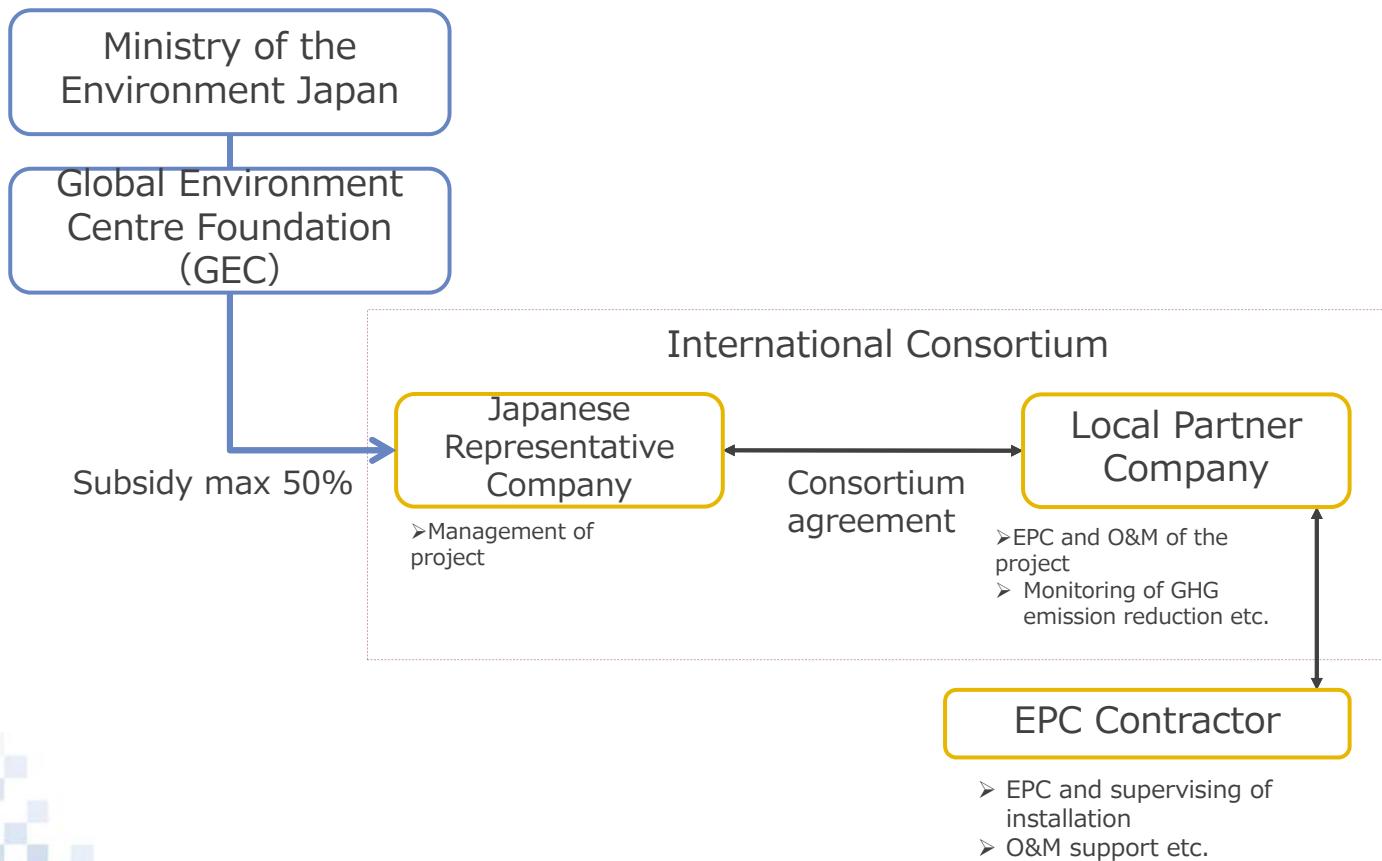 Ministry of the
Environment Japan
Global Environment
Centre Foundation
（GEC）
International Consortium
Subsidy max 50%
Japanese
Representative
Company
➢Management of
project
Consortium
agreement
Local Partner
Company
➢EPC and O&M of the
project
➢ Monitoring of GHG
emission reduction etc.
EPC Contractor
➢ EPC and supervising of
installation
➢ O&M support etc.